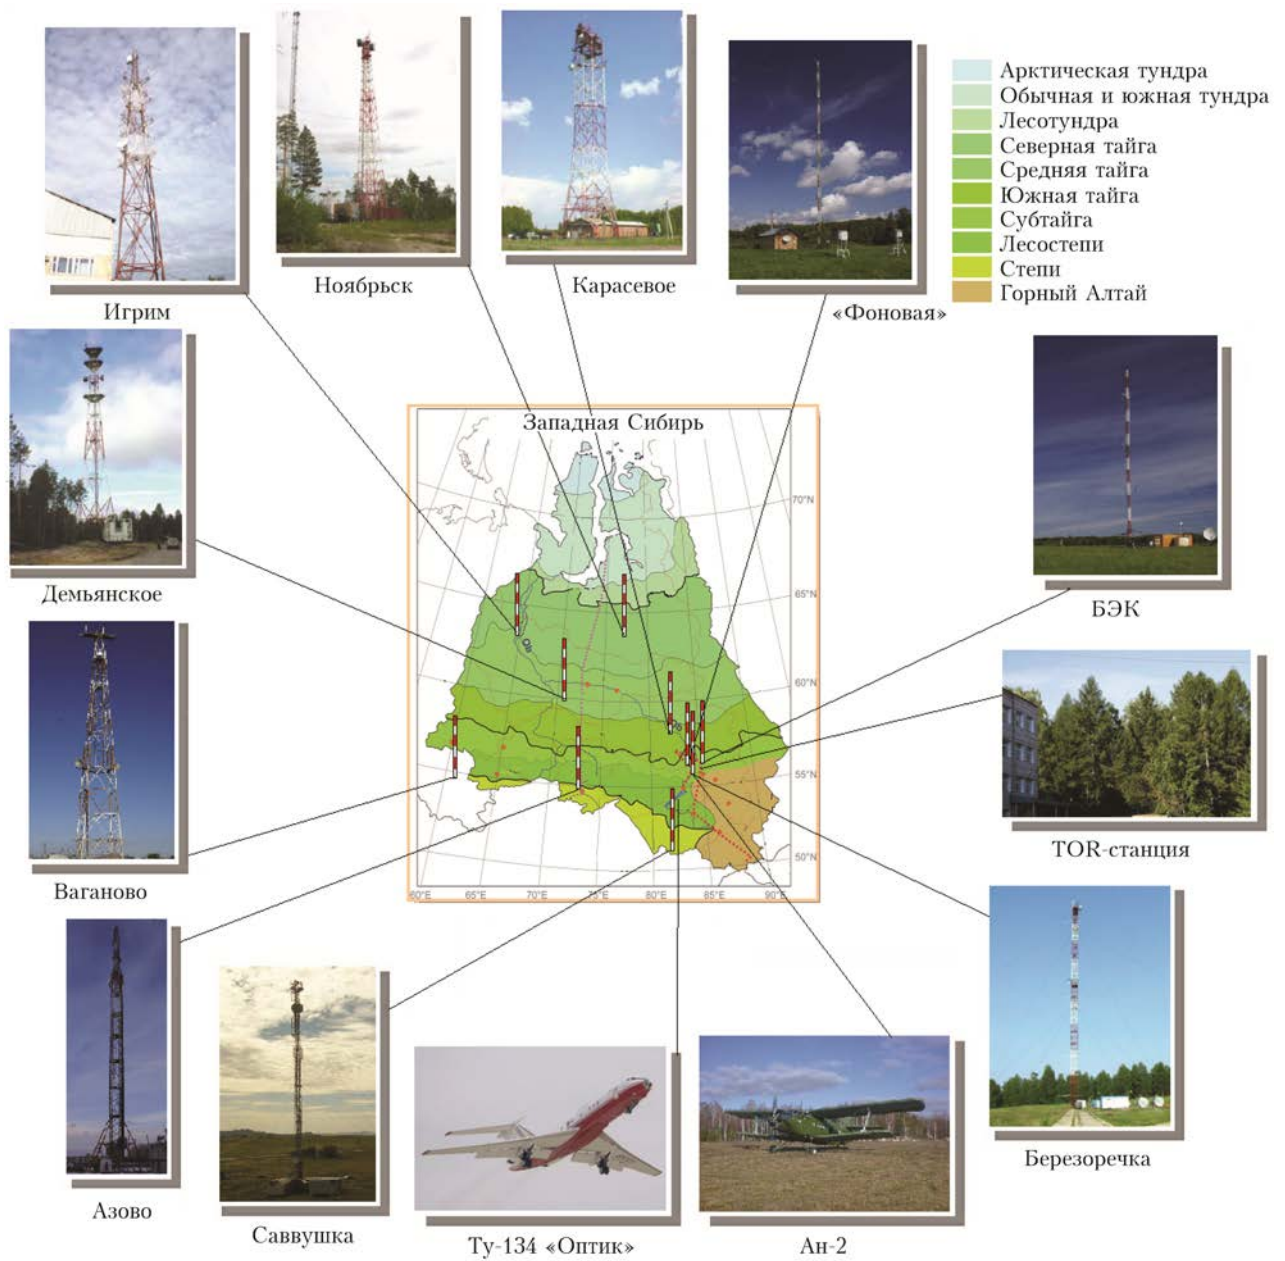 Арктическая тундра
Обычная и южная тундра
Лесотундра
Северная тайга
Средняя тайга
Южная тайга
Субтайга
Лесостепи
Степи
Горный Алтай
Игрим
Ноябрьск
Карасевое
«Фоновая»
Западная Сибирь
70°N
65°N
60°N
55°N
50°N
60°E
65°E
70°E
75°E
80°E
85°E
90°E
Ob
Ob
Демьянское
БЭК
Ваганово
TOR-станция
Азово
Саввушка
Ту-134 «Оптик»
Ан-2
Березоречка